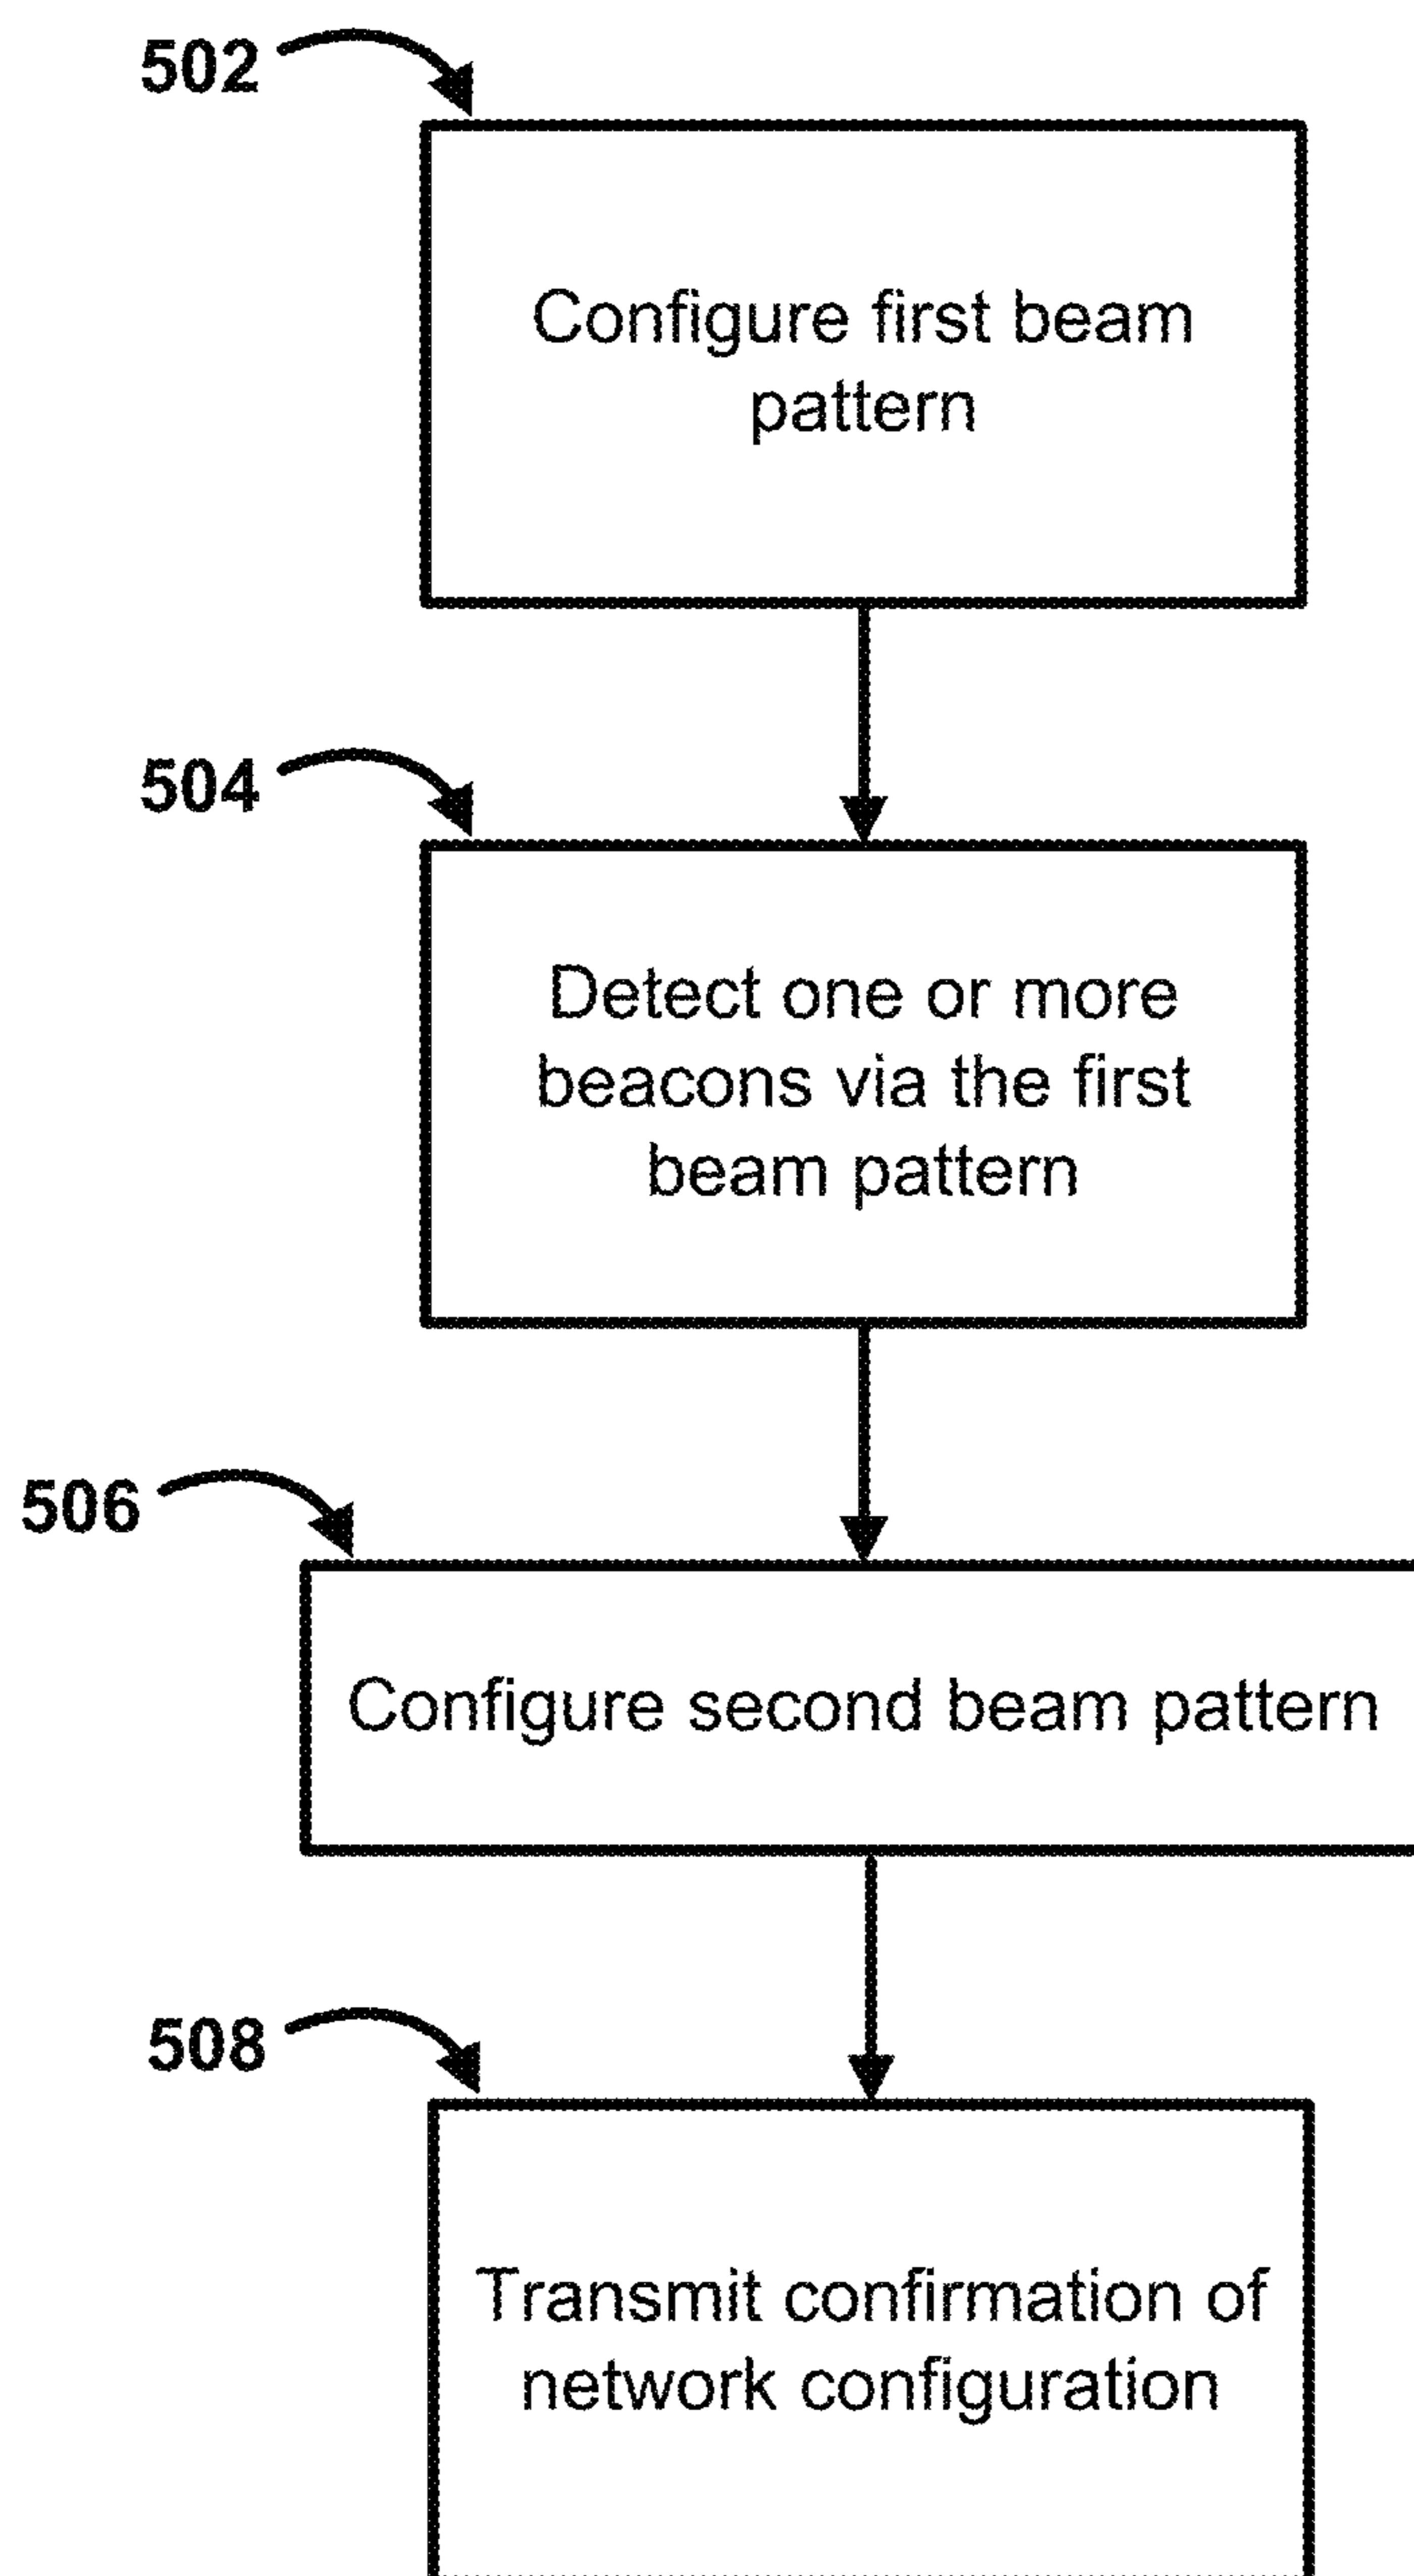 502
Configure first beam
pattern
504
Detect one or more
beacons via the first
beam pattern
506
Configure second beam pattern
508
Transmit confirmation of
network configuration